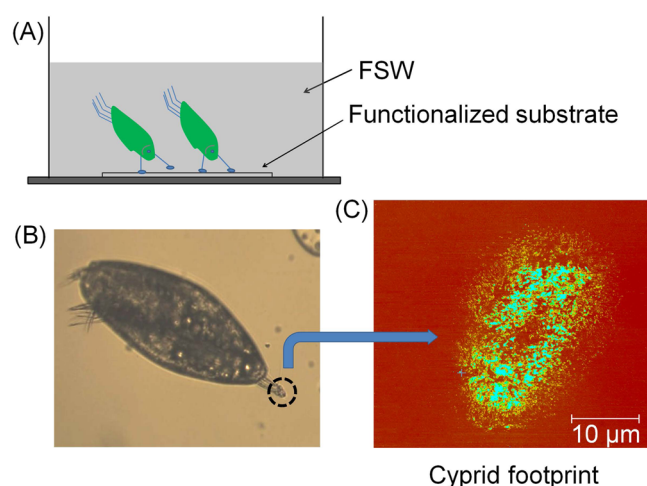 (A)
FSW
Functionalized substrate
(B)
(C)
10 µm
Cyprid footprint